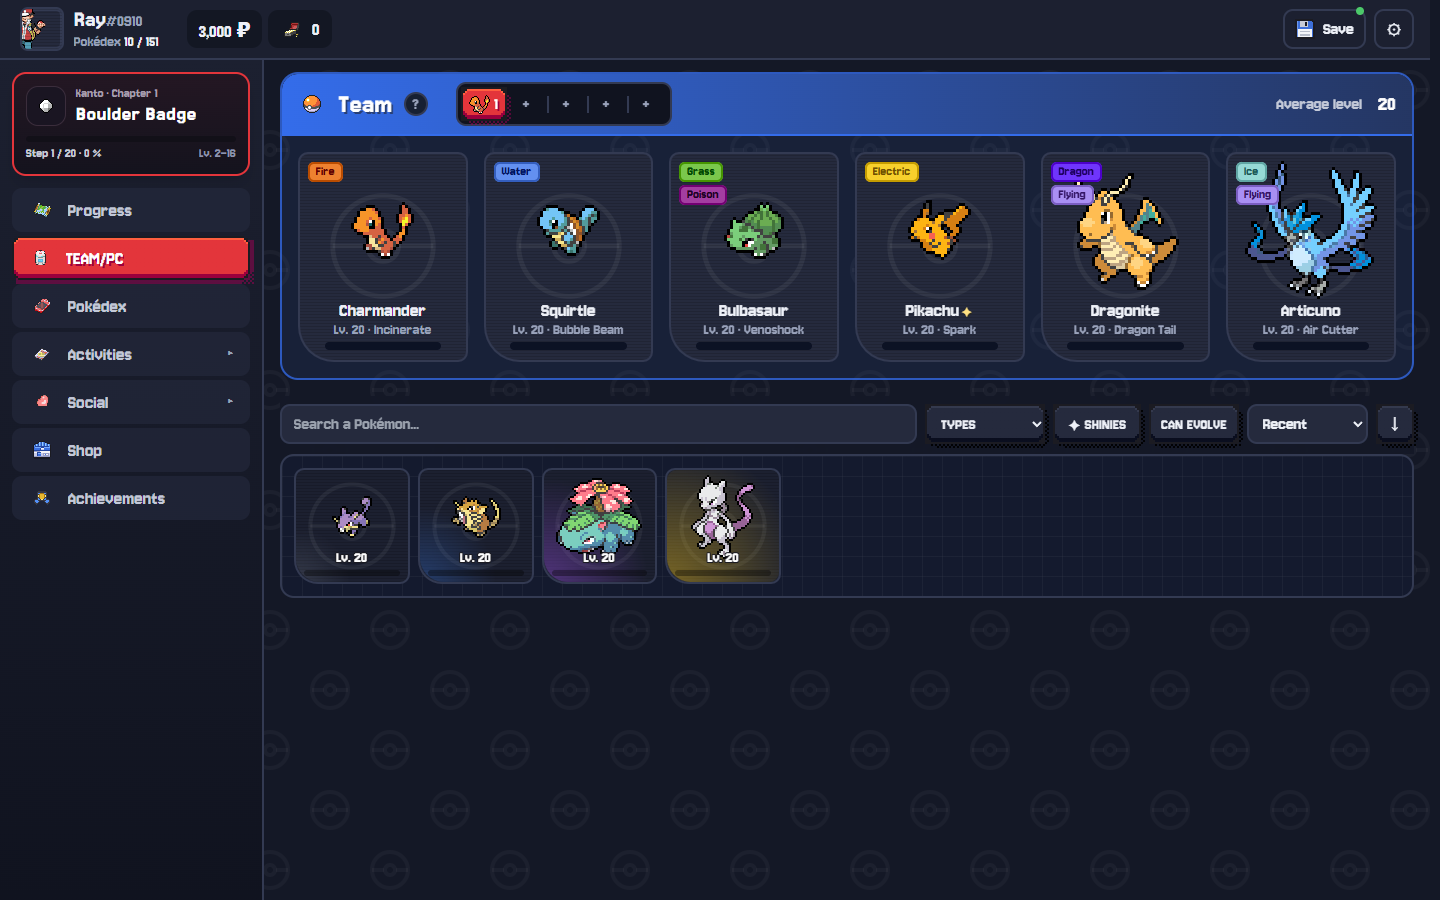 Ray#0910
Pokédex 10 / 151
3,000 ₽
0
Save
Kanto · Chapter 1
Boulder Badge
Step 1 / 20 · 0 %
Lv. 2–16
Progress
TEAM/PC
Pokédex
Activities
Social
Shop
Achievements
Team
?
1
+
+
+
+
Average level 20
Fire
Charmander
Lv. 20 · Incinerate
Water
Squirtle
Lv. 20 · Bubble Beam
Grass
Poison
Bulbasaur
Lv. 20 · Venoshock
Electric
Pikachu✦
Lv. 20 · Spark
Dragon
Flying
Dragonite
Lv. 20 · Dragon Tail
Ice
Flying
Articuno
Lv. 20 · Air Cutter
Search a Pokémon...
TYPES
✦ SHINIES
CAN EVOLVE
Recent
↓
Lv. 20
Lv. 20
Lv. 20
Lv. 20